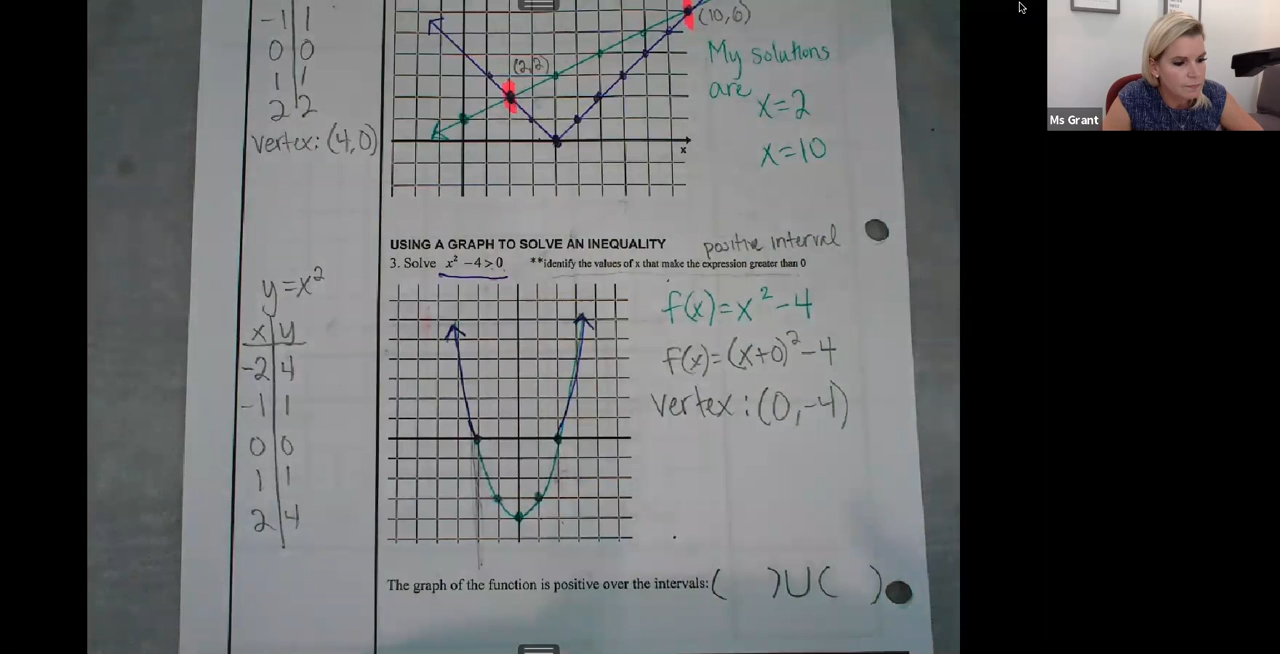 -1 1
0 0
1 1
2 2
vertex: (4,0)
(2,2)
(10,6)
x
My solutions
are
x=2
x=10
Ms Grant
USING A GRAPH TO SOLVE AN INEQUALITY
positive interval
3. Solve x² -4>0 **identify the values of x that make the expression greater than 0
y=x²
x y
-2 4
-1 1
0 0
1 1
2 4
f(x)=x²-4
f(x)=(x+0)²-4
vertex: (0,-4)
The graph of the function is positive over the intervals: ( )U( )